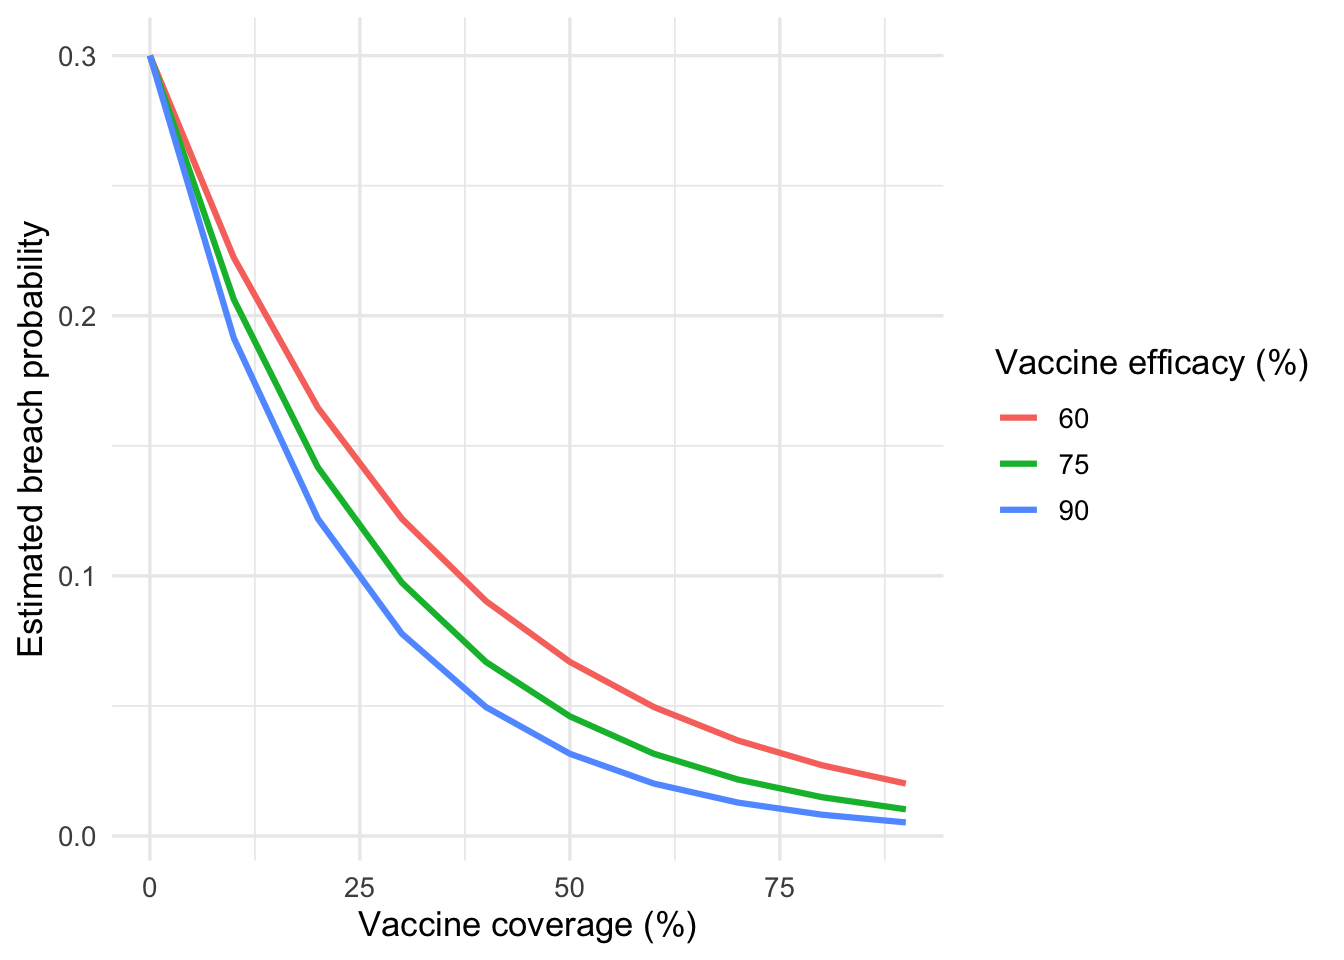 Estimated breach probability
0.3
0.2
0.1
0.0
0 25 50 75
Vaccine coverage (%)
Vaccine efficacy (%)
60
75
90